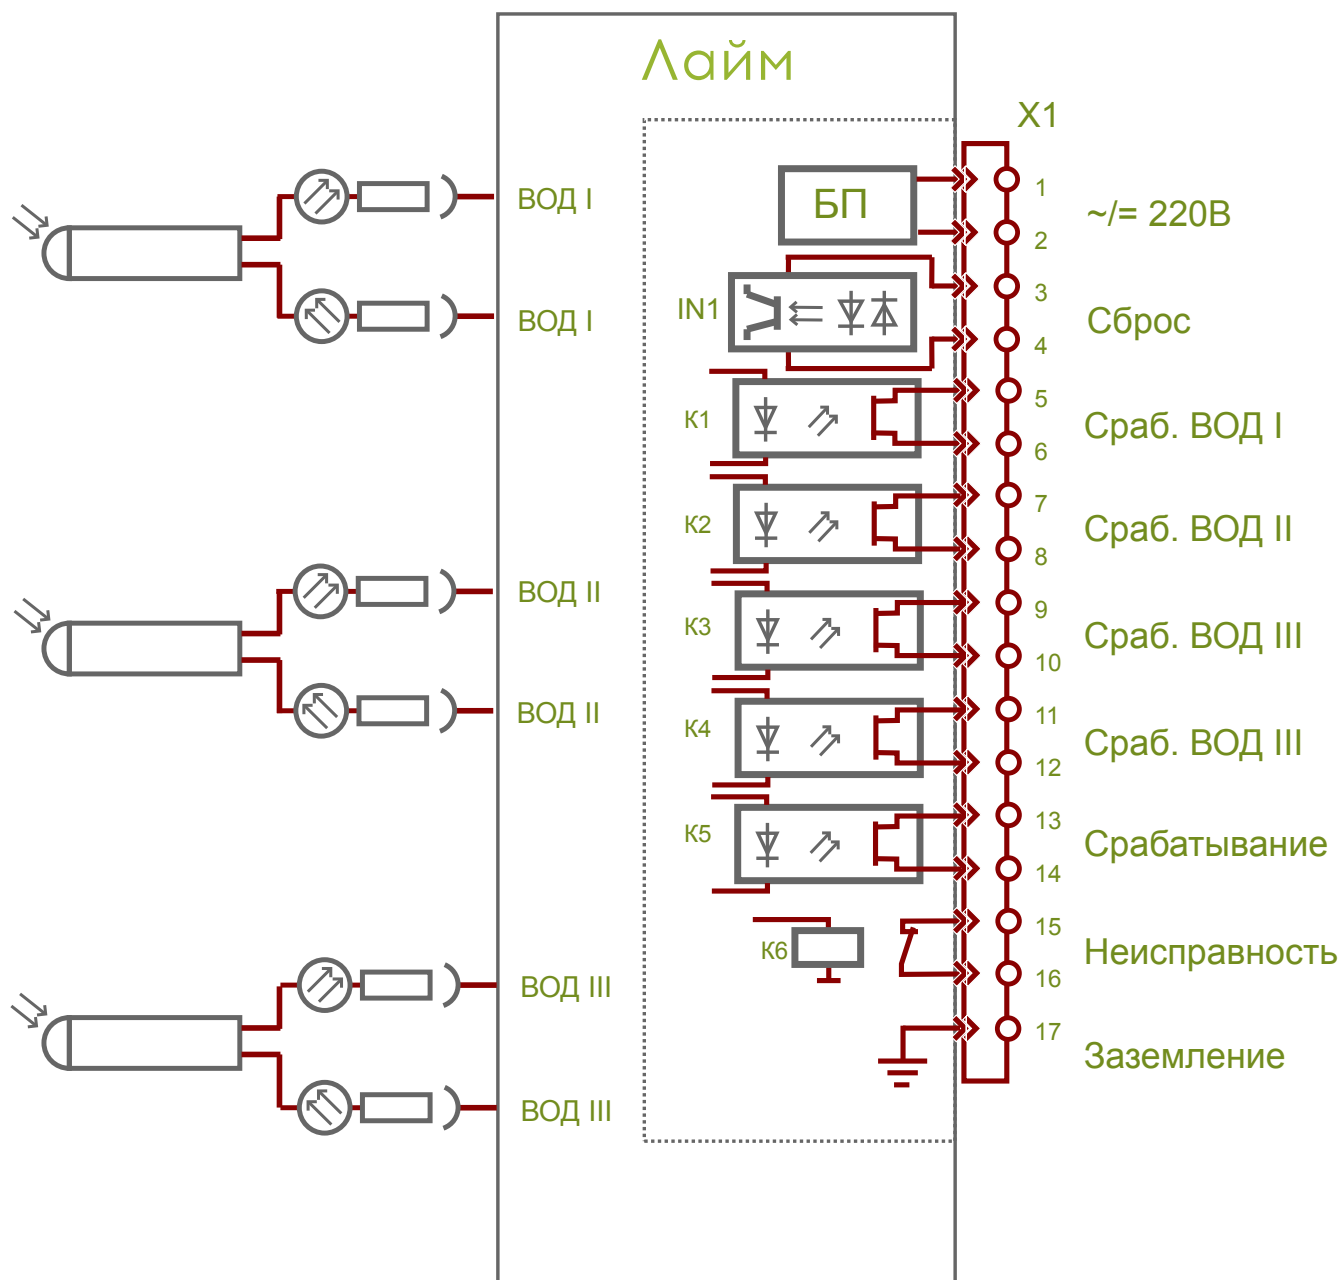 Лайм
X1
ВОД I
БП
1
~/= 220В
2
IN1
3
ВОД I
Сброс
4
К1
5
Сраб. ВОД I
6
К2
7
Сраб. ВОД II
8
ВОД II
К3
9
Сраб. ВОД III
10
ВОД II
К4
11
Сраб. ВОД III
12
К5
13
Срабатывание
14
К6
15
Неисправность
16
ВОД III
17
Заземление
ВОД III